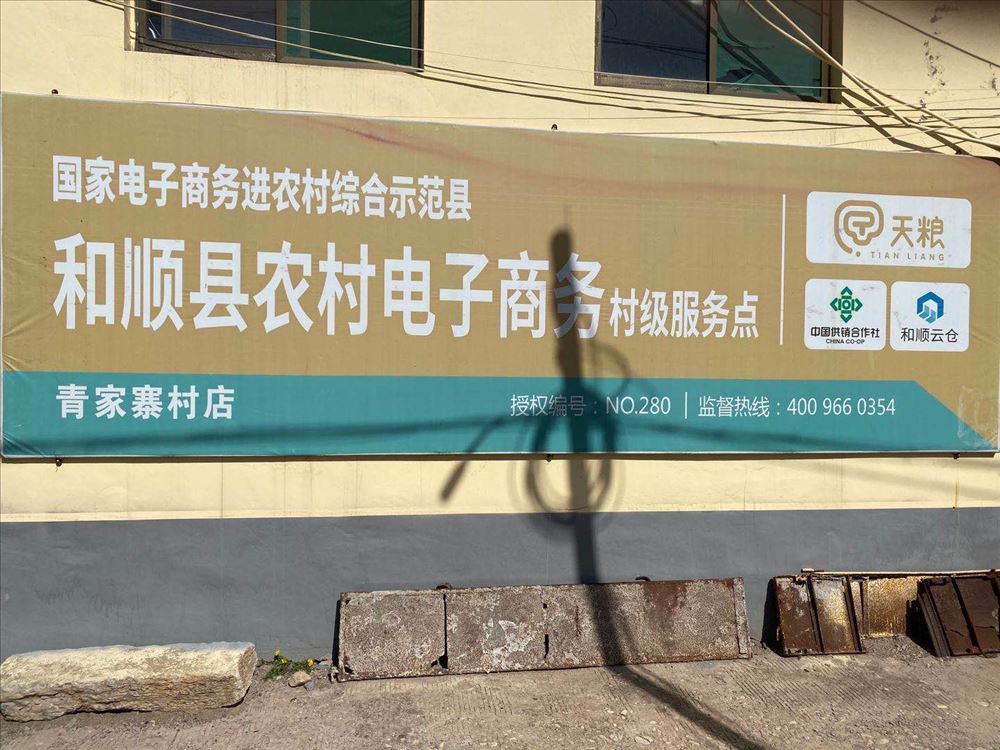 国家电子商务进农村综合示范县
和顺县农村电子商务村级服务点
天粮
TIAN LIANG
中国供销合作社
CHINA CO-OP
和顺云仓
青家寨村店
授权编号：NO.280 | 监督热线：400 966 0354